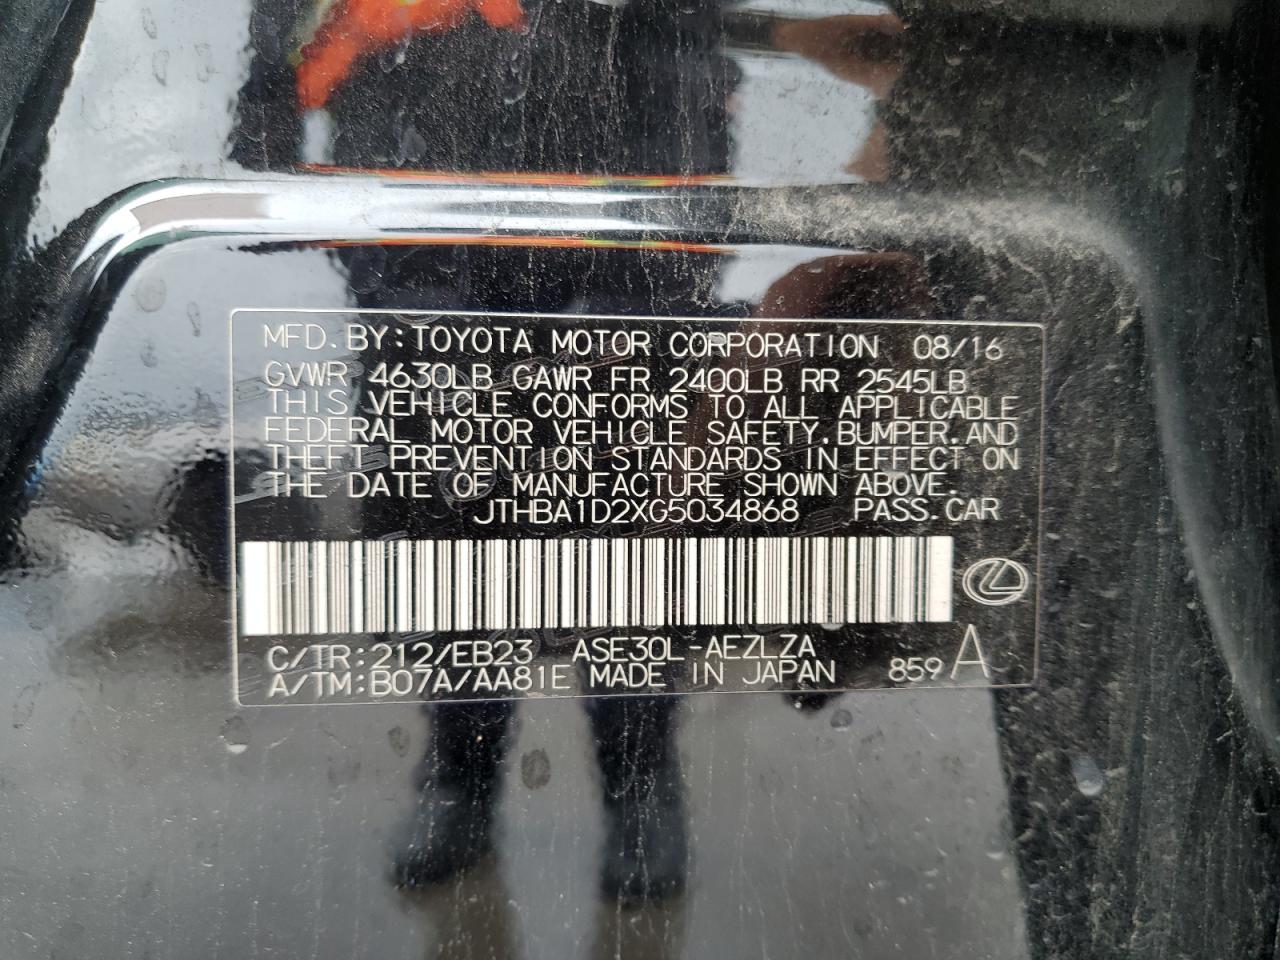 MFD.BY:TOYOTA MOTOR CORPORATION 08/16
GVWR 4630LB GAWR FR 2400LB RR 2545LB
THIS VEHICLE CONFORMS TO ALL APPLICABLE
FEDERAL MOTOR VEHICLE SAFETY,BUMPER,AND
THEFT PREVENTION STANDARDS IN EFFECT ON
THE DATE OF MANUFACTURE SHOWN ABOVE.
JTHBA1D2XG5034868 PASS.CAR
C/TR:212/EB23 ASE30L-AEZLZA
A/TM:B07A/AA81E MADE IN JAPAN 859 A